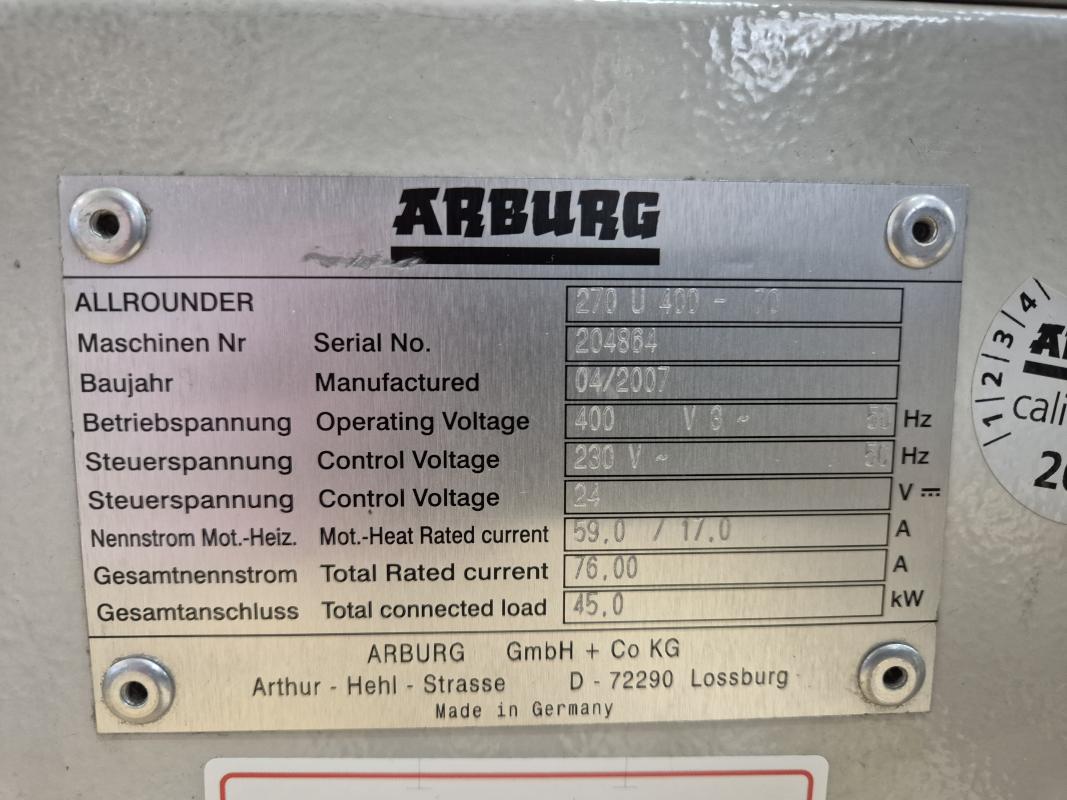 ARBURG
ALLROUNDER 270 U 400 - 70
Maschinen Nr Serial No. 204864
Baujahr Manufactured 04/2007
Betriebspannung Operating Voltage 400 V 3 ~ 50 Hz
Steuerspannung Control Voltage 230 V ~ 50 Hz
Steuerspannung Control Voltage 24 V ⎓
Nennstrom Mot.-Heiz. Mot.-Heat Rated current 59,0 / 17,0 A
Gesamtnennstrom Total Rated current 76,00 A
Gesamtanschluss Total connected load 45,0 kW
ARBURG GmbH + Co KG
Arthur - Hehl - Strasse D - 72290 Lossburg
Made in Germany
/1/2/3/4/